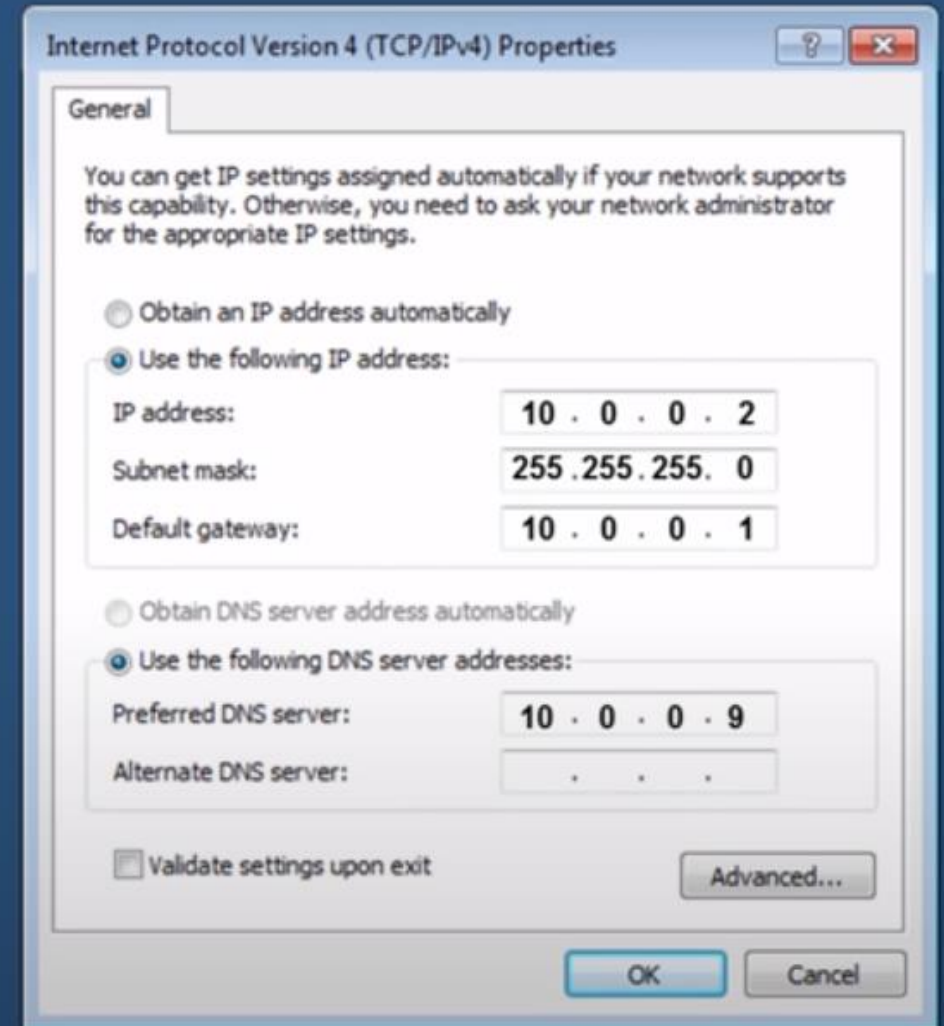 Internet Protocol Version 4 (TCP/IPv4) Properties
General
You can get IP settings assigned automatically if your network supports
this capability. Otherwise, you need to ask your network administrator
for the appropriate IP settings.
Obtain an IP address automatically
Use the following IP address:
IP address: 10 . 0 . 0 . 2
Subnet mask: 255 . 255 . 255 . 0
Default gateway: 10 . 0 . 0 . 1
Obtain DNS server address automatically
Use the following DNS server addresses:
Preferred DNS server: 10 . 0 . 0 . 9
Alternate DNS server: . . .
Validate settings upon exit
Advanced...
OK Cancel